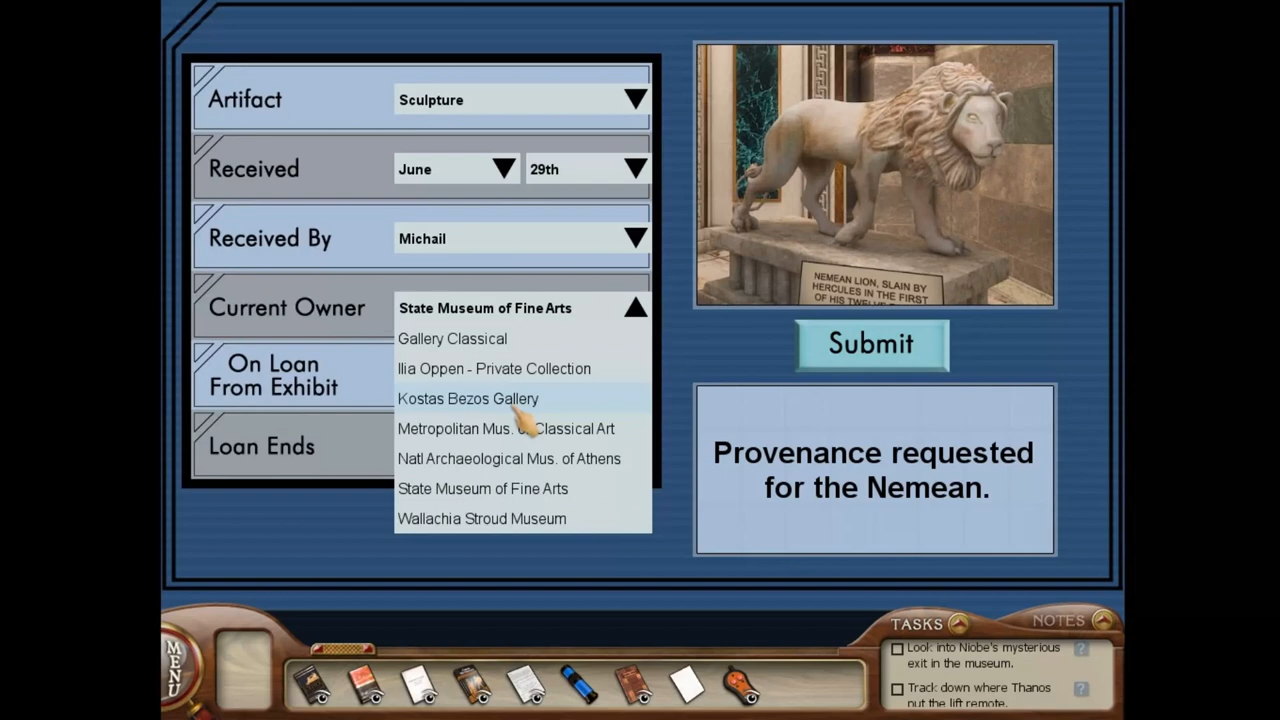 Artifact
Sculpture
Received
June
29th
Received By
Michail
Current Owner
State Museum of Fine Arts
Gallery Classical
Ilia Oppen - Private Collection
Kostas Bezos Gallery
Metropolitan Mus. Classical Art
Natl Archaeological Mus. of Athens
State Museum of Fine Arts
Wallachia Stroud Museum
On Loan
From Exhibit
Loan Ends
NEMEAN LION, SLAIN BY
HERCULES IN THE FIRST
OF HIS TWELVE
Submit
Provenance requested
for the Nemean.
MENU
TASKS
NOTES
Look into Niobe's mysterious
exit in the museum.
?
Track down where Thanos
put the lift remote.
?